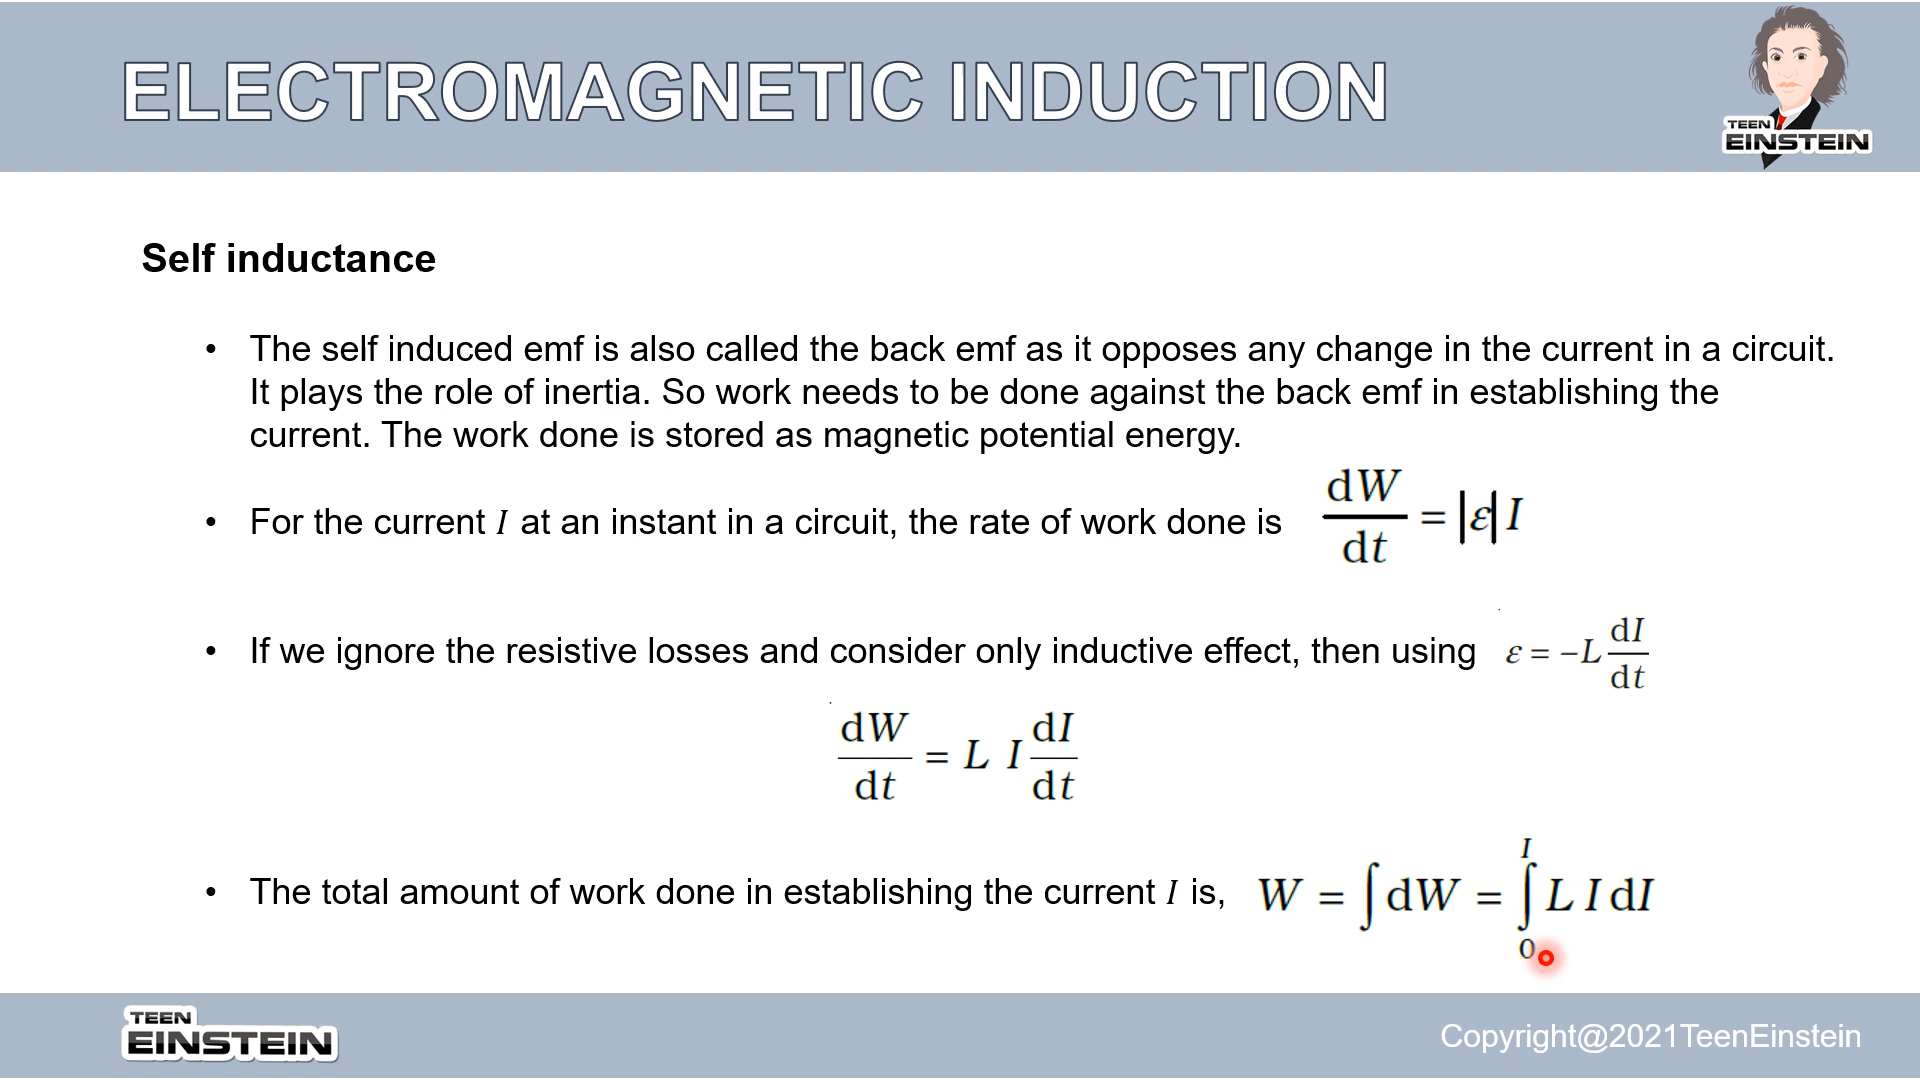 ELECTROMAGNETIC INDUCTION
TEEN
EINSTEIN
Self inductance
• The self induced emf is also called the back emf as it opposes any change in the current in a circuit.
It plays the role of inertia. So work needs to be done against the back emf in establishing the
current. The work done is stored as magnetic potential energy.
• For the current I at an instant in a circuit, the rate of work done is dW/dt = |ε| I
• If we ignore the resistive losses and consider only inductive effect, then using ε = −L dI/dt
dW/dt = L I dI/dt
• The total amount of work done in establishing the current I is, W = ∫ dW = ∫₀ᴵ L I dI
TEEN
EINSTEIN
Copyright@2021TeenEinstein